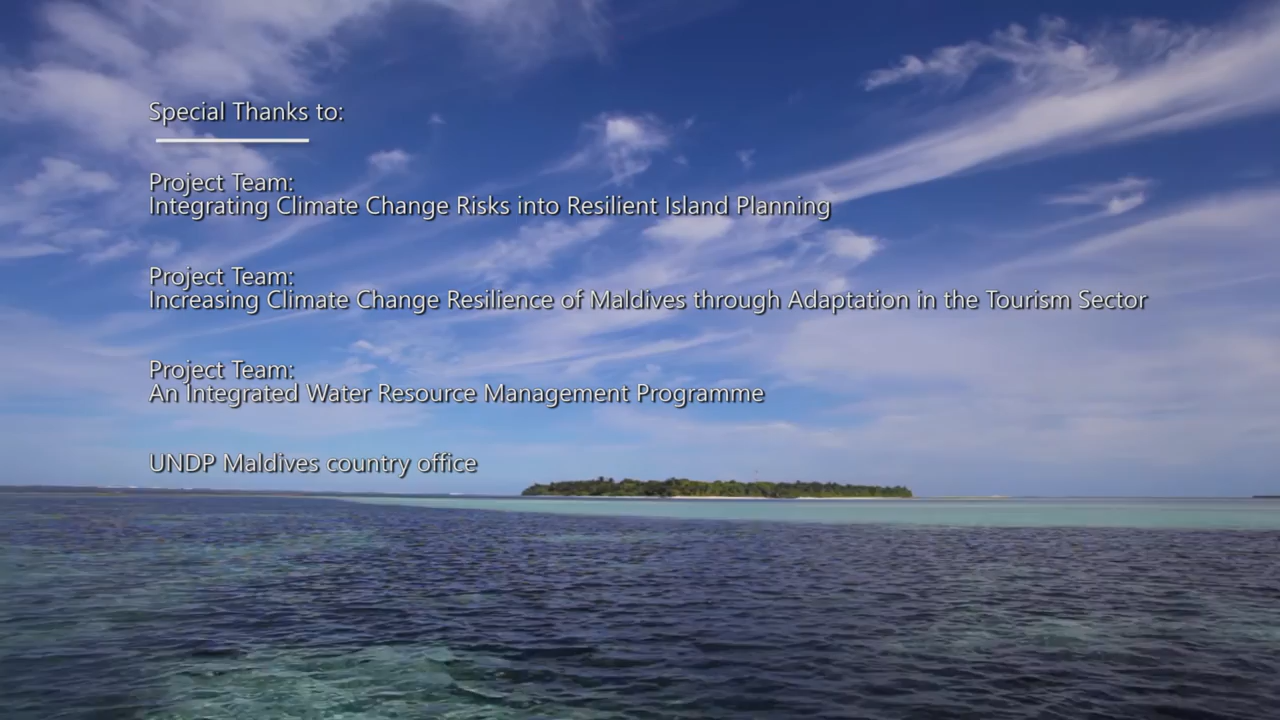 Special Thanks to:
Project Team:
Integrating Climate Change Risks into Resilient Island Planning
Project Team:
Increasing Climate Change Resilience of Maldives through Adaptation in the Tourism Sector
Project Team:
An Integrated Water Resource Management Programme
UNDP Maldives country office